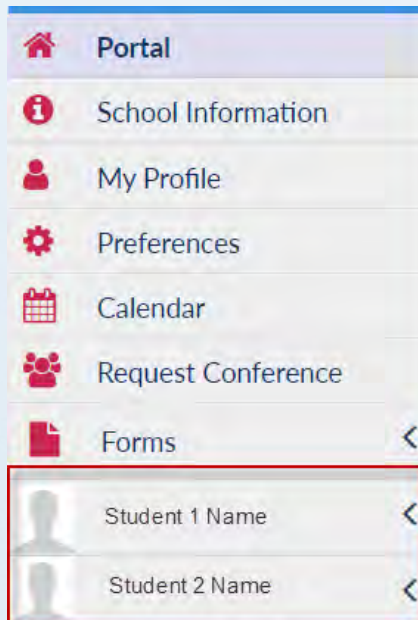 Portal
School Information
My Profile
Preferences
Calendar
Request Conference
Forms
Student 1 Name
Student 2 Name